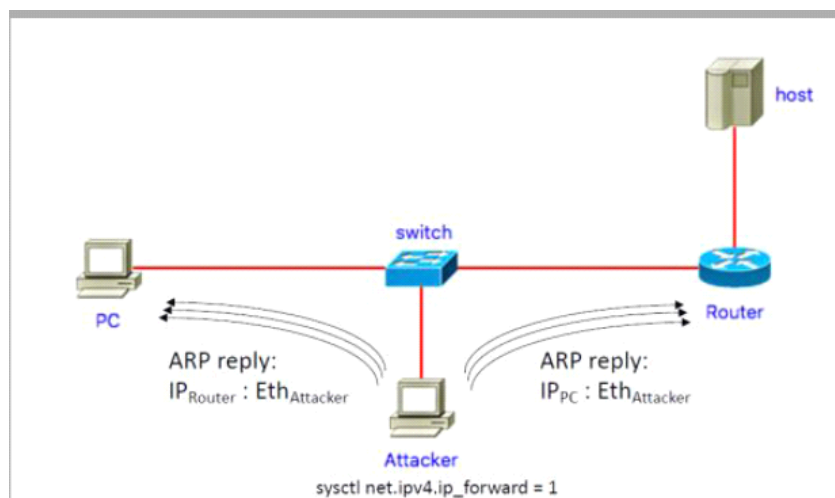 host
switch
PC
Router
ARP reply:
IPRouter : EthAttacker
ARP reply:
IPPC : EthAttacker
Attacker
sysctl net.ipv4.ip_forward = 1